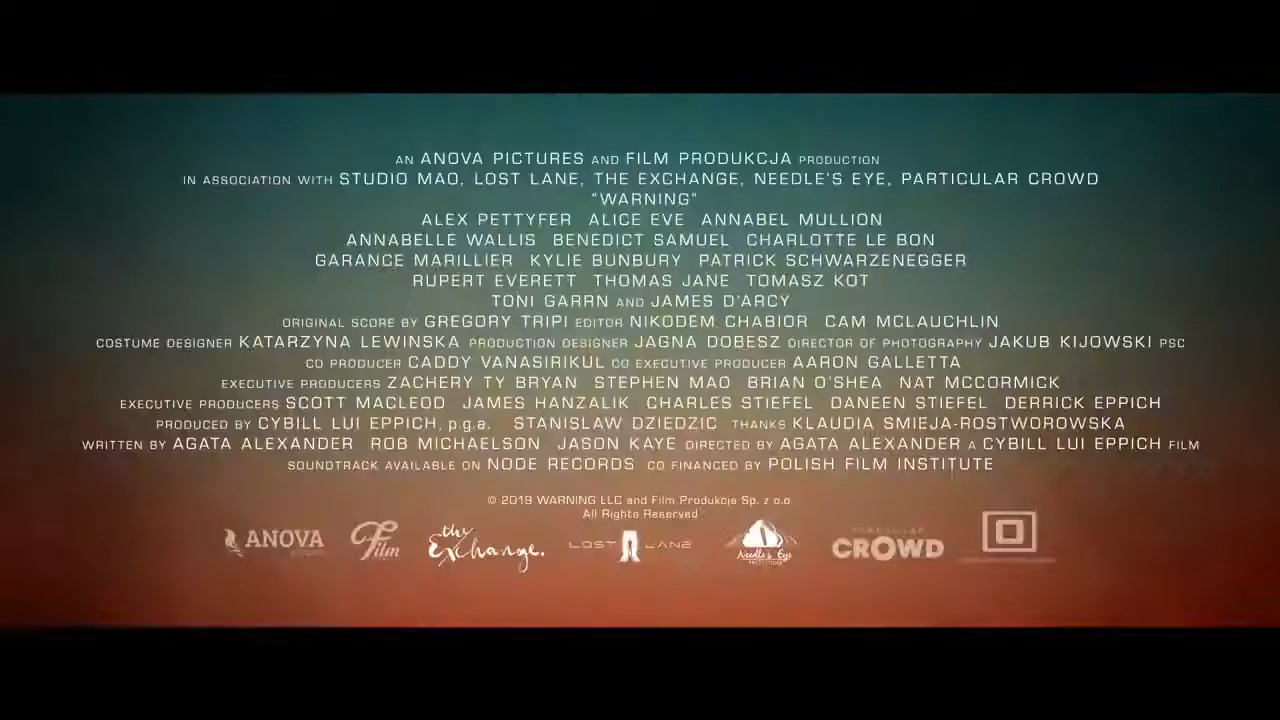 AN ANOVA PICTURES AND FILM PRODUKCJA PRODUCTION
IN ASSOCIATION WITH STUDIO MAO, LOST LANE, THE EXCHANGE, NEEDLE'S EYE, PARTICULAR CROWD
"WARNING"
ALEX PETTYFER ALICE EVE ANNABEL MULLION
ANNABELLE WALLIS BENEDICT SAMUEL CHARLOTTE LE BON
GARANCE MARILLIER KYLIE BUNBURY PATRICK SCHWARZENEGGER
RUPERT EVERETT THOMAS JANE TOMASZ KOT
TONI GARRN AND JAMES D'ARCY
ORIGINAL SCORE BY GREGORY TRIPI EDITOR NIKODEM CHABIOR CAM MCLAUCHLIN
COSTUME DESIGNER KATARZYNA LEWINSKA PRODUCTION DESIGNER JAGNA DOBESZ DIRECTOR OF PHOTOGRAPHY JAKUB KIJOWSKI PSC
CO PRODUCER CADDY VANASIRIKUL CO EXECUTIVE PRODUCER AARON GALLETTA
EXECUTIVE PRODUCERS ZACHERY TY BRYAN STEPHEN MAO BRIAN O'SHEA NAT MCCORMICK
EXECUTIVE PRODUCERS SCOTT MACLEOD JAMES HANZALIK CHARLES STIEFEL DANEEN STIEFEL DERRICK EPPICH
PRODUCED BY CYBILL LUI EPPICH, p.g.a. STANISLAW DZIEDZIC THANKS KLAUDIA SMIEJA-ROSTWOROWSKA
WRITTEN BY AGATA ALEXANDER ROB MICHAELSON JASON KAYE DIRECTED BY AGATA ALEXANDER A CYBILL LUI EPPICH FILM
SOUNDTRACK AVAILABLE ON NODE RECORDS CO FINANCED BY POLISH FILM INSTITUTE
© 2019 WARNING LLC and Film Produkcja Sp. z o.o
All Rights Reserved
ANOVA Film the Exchange. LOST LANE Needle's Eye PARTICULAR CROWD